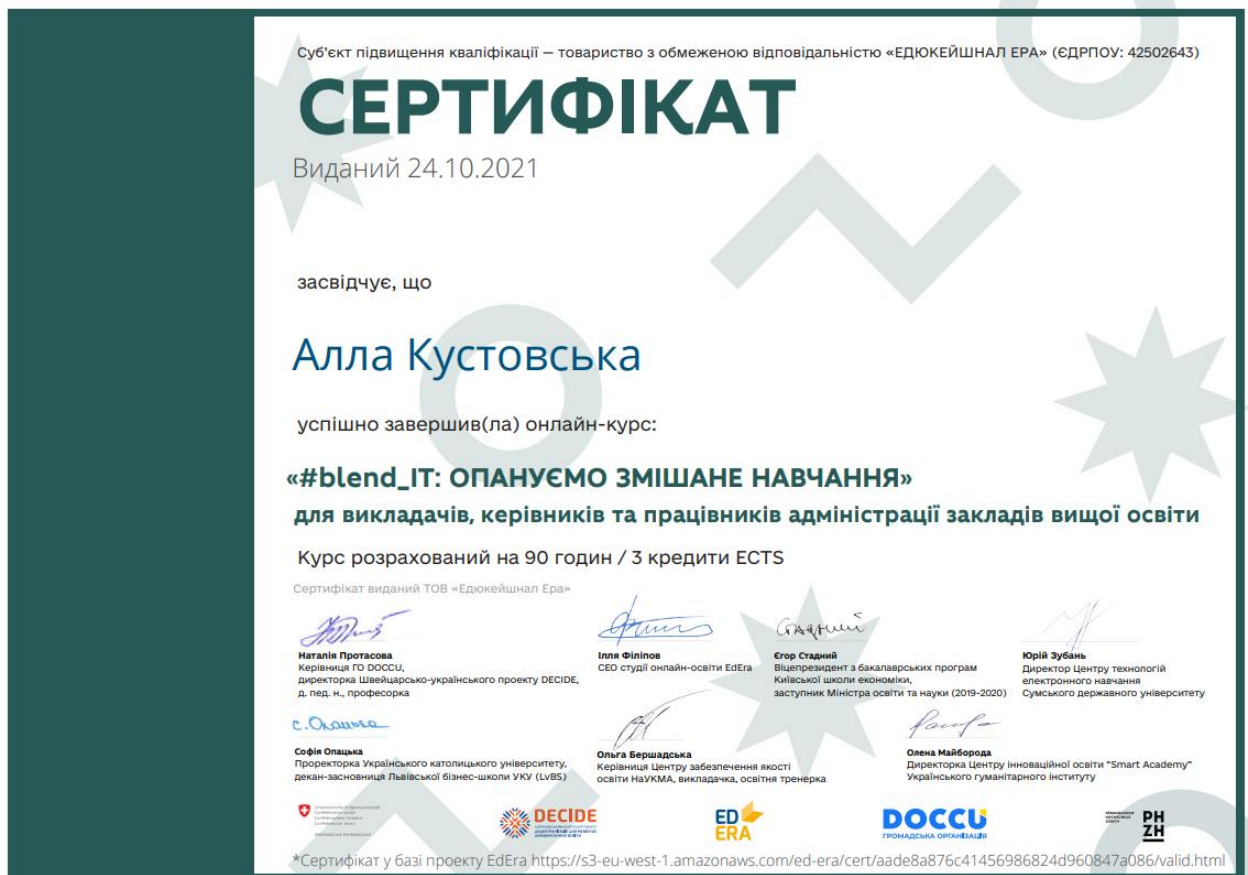 Суб'єкт підвищення кваліфікації — товариство з обмеженою відповідальністю «ЕДЮКЕЙШНАЛ ЕРА» (ЄДРПОУ: 42502643)
СЕРТИФІКАТ
Виданий 24.10.2021
засвідчує, що
Алла Кустовська
успішно завершив(ла) онлайн-курс:
«#blend_IT: ОПАНУЄМО ЗМІШАНЕ НАВЧАННЯ»
для викладачів, керівників та працівників адміністрації закладів вищої освіти
Курс розрахований на 90 годин / 3 кредити ECTS
Сертифікат виданий ТОВ «Едюкейшнал Ера»
Наталія Протасова
Керівниця ГО DOCCU,
директорка Швейцарсько-українського проекту DECIDE,
д. пед. н., професорка
Ілля Філіпов
CEO студії онлайн-освіти EdEra
Стадний
Єгор Стадний
Віцепрезидент з бакалаврських програм
Київської школи економіки,
заступник Міністра освіти та науки (2019-2020)
Юрій Зубань
Директор Центру технологій
електронного навчання
Сумського державного університету
С. Опацька
Софія Опацька
Проректорка Українського католицького університету,
декан-засновниця Львівської бізнес-школи УКУ (LvBS)
Ольга Бершадська
Керівниця Центру забезпечення якості
освіти НаУКМА, викладачка, освітня тренерка
Олена Майборода
Директорка Центру інноваційної освіти "Smart Academy"
Українського гуманітарного інституту
DECIDE
ED
ERA
DOCCU
ГРОМАДСЬКА ОРГАНІЗАЦІЯ
PH
ZH
*Сертифікат у базі проекту EdEra https://s3-eu-west-1.amazonaws.com/ed-era/cert/aade8a876c41456986824d960847a086/valid.html